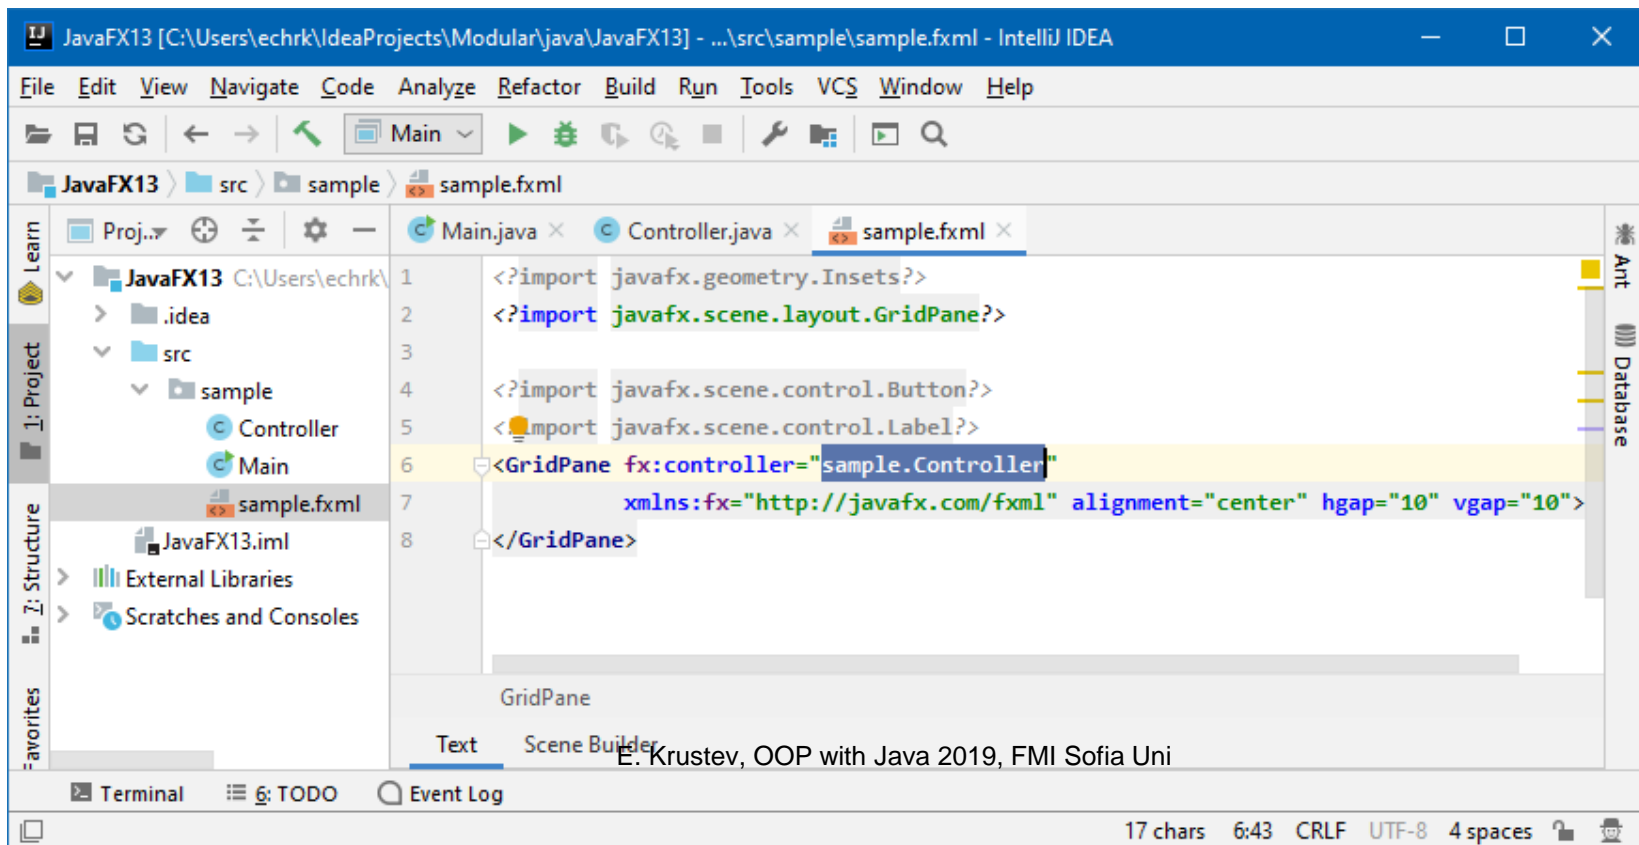 IJ JavaFX13 [C:\Users\echrk\IdeaProjects\Modular\java\JavaFX13] - ...\src\sample\sample.fxml - IntelliJ IDEA
File Edit View Navigate Code Analyze Refactor Build Run Tools VCS Window Help
Main
JavaFX13 src sample sample.fxml
Learn
1: Project
7: Structure
Favorites
Proj..
JavaFX13 C:\Users\echrk\
.idea
src
sample
Controller
Main
sample.fxml
JavaFX13.iml
External Libraries
Scratches and Consoles
Main.java Controller.java sample.fxml
1 <?import javafx.geometry.Insets?>
2 <?import javafx.scene.layout.GridPane?>
3
4 <?import javafx.scene.control.Button?>
5 <?import javafx.scene.control.Label?>
6 <GridPane fx:controller="sample.Controller"
7 xmlns:fx="http://javafx.com/fxml" alignment="center" hgap="10" vgap="10">
8 </GridPane>
GridPane
Text Scene Builder
E. Krustev, OOP with Java 2019, FMI Sofia Uni
Ant
Database
Terminal 6: TODO Event Log
17 chars 6:43 CRLF UTF-8 4 spaces